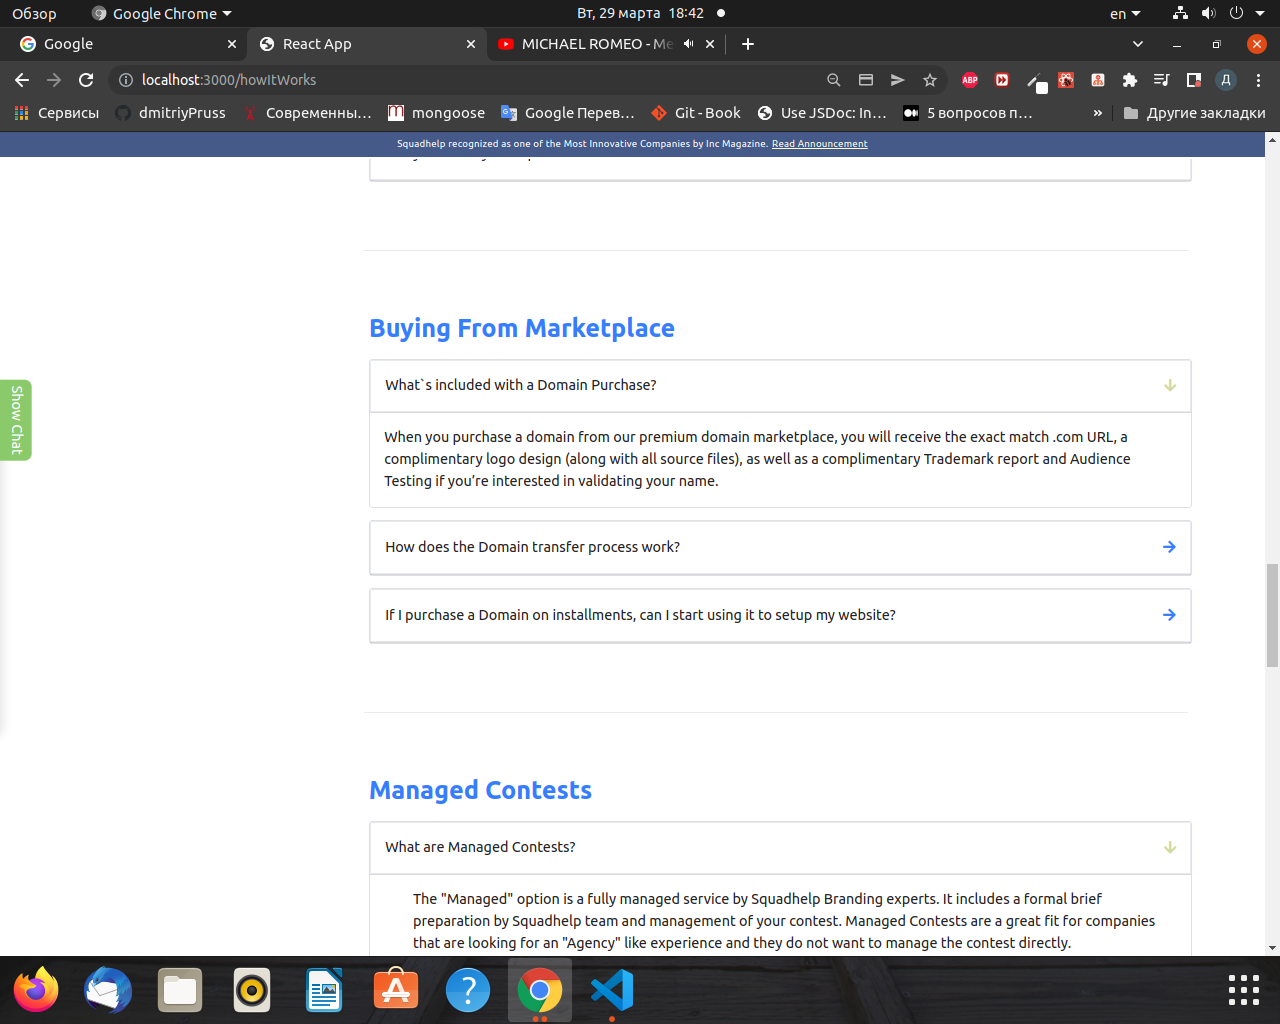 Обзор
Google Chrome
Вт, 29 марта 18:42
en
Google
React App
MICHAEL ROMEO - Me
localhost:3000/howItWorks
ABP
Д
Сервисы
dmitriyPruss
Современны...
mongoose
Google Перев...
Git - Book
Use JSDoc: In...
5 вопросов п...
»
Другие закладки
Squadhelp recognized as one of the Most Innovative Companies by Inc Magazine. Read Announcement
Buying From Marketplace
What`s included with a Domain Purchase?
When you purchase a domain from our premium domain marketplace, you will receive the exact match .com URL, a
complimentary logo design (along with all source files), as well as a complimentary Trademark report and Audience
Testing if you’re interested in validating your name.
How does the Domain transfer process work?
If I purchase a Domain on installments, can I start using it to setup my website?
Show Chat
Managed Contests
What are Managed Contests?
The "Managed" option is a fully managed service by Squadhelp Branding experts. It includes a formal brief
preparation by Squadhelp team and management of your contest. Managed Contests are a great fit for companies
that are looking for an "Agency" like experience and they do not want to manage the contest directly.